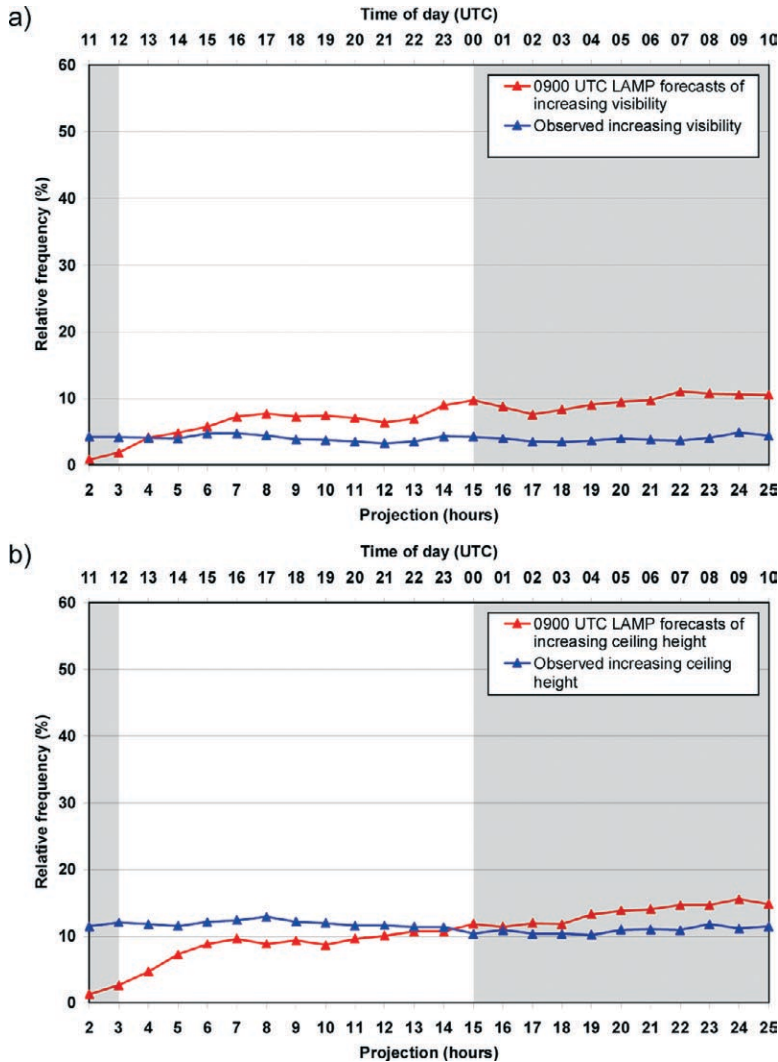 a)
Time of day (UTC)
11 12 13 14 15 16 17 18 19 20 21 22 23 00 01 02 03 04 05 06 07 08 09 10
60
50
40
30
20
10
0
Relative frequency (%)
0900 UTC LAMP forecasts of
increasing visibility
Observed increasing visibility
2 3 4 5 6 7 8 9 10 11 12 13 14 15 16 17 18 19 20 21 22 23 24 25
Projection (hours)
b)
Time of day (UTC)
11 12 13 14 15 16 17 18 19 20 21 22 23 00 01 02 03 04 05 06 07 08 09 10
60
50
40
30
20
10
0
Relative frequency (%)
0900 UTC LAMP forecasts of
increasing ceiling height
Observed increasing ceiling
height
2 3 4 5 6 7 8 9 10 11 12 13 14 15 16 17 18 19 20 21 22 23 24 25
Projection (hours)